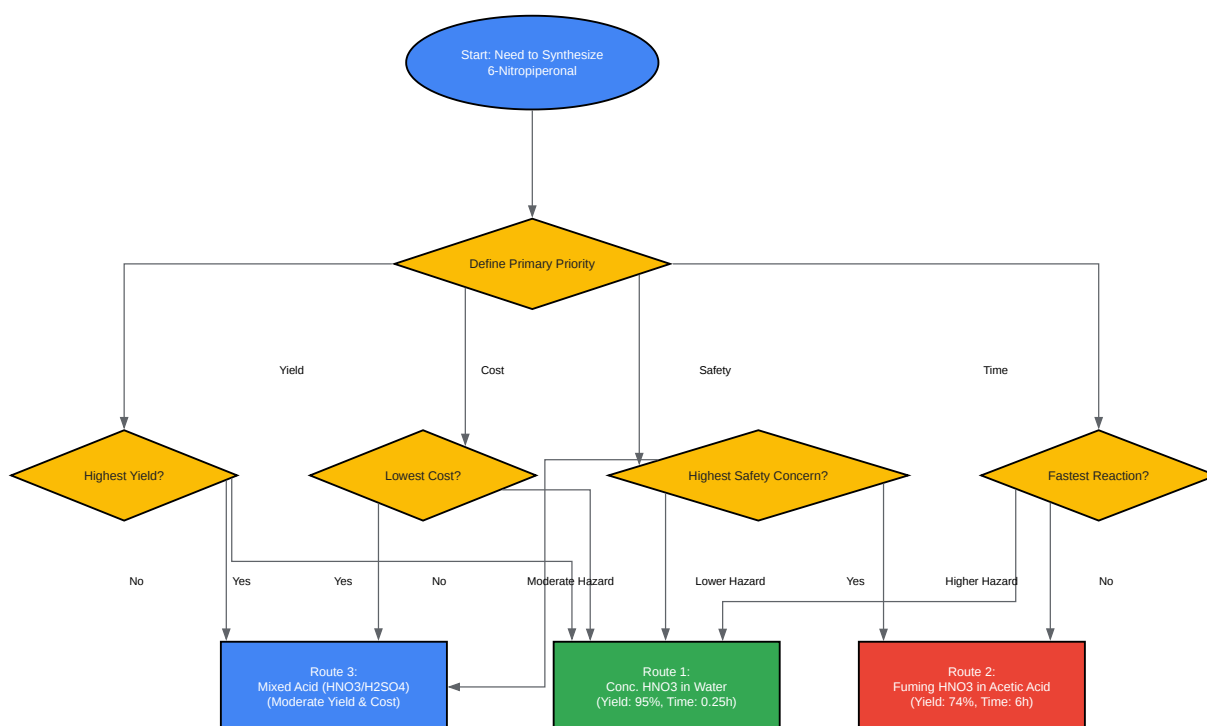 Start: Need to Synthesize
6-Nitropiperonal
Define Primary Priority
Yield
Cost
Safety
Time
Highest Yield?
Lowest Cost?
Highest Safety Concern?
Fastest Reaction?
No
Yes
Yes
No
Moderate Hazard
Lower Hazard
Yes
Higher Hazard
No
Route 3:
Mixed Acid (HNO3/H2SO4)
(Moderate Yield & Cost)
Route 1:
Conc. HNO3 in Water
(Yield: 95%, Time: 0.25h)
Route 2:
Fuming HNO3 in Acetic Acid
(Yield: 74%, Time: 6h)